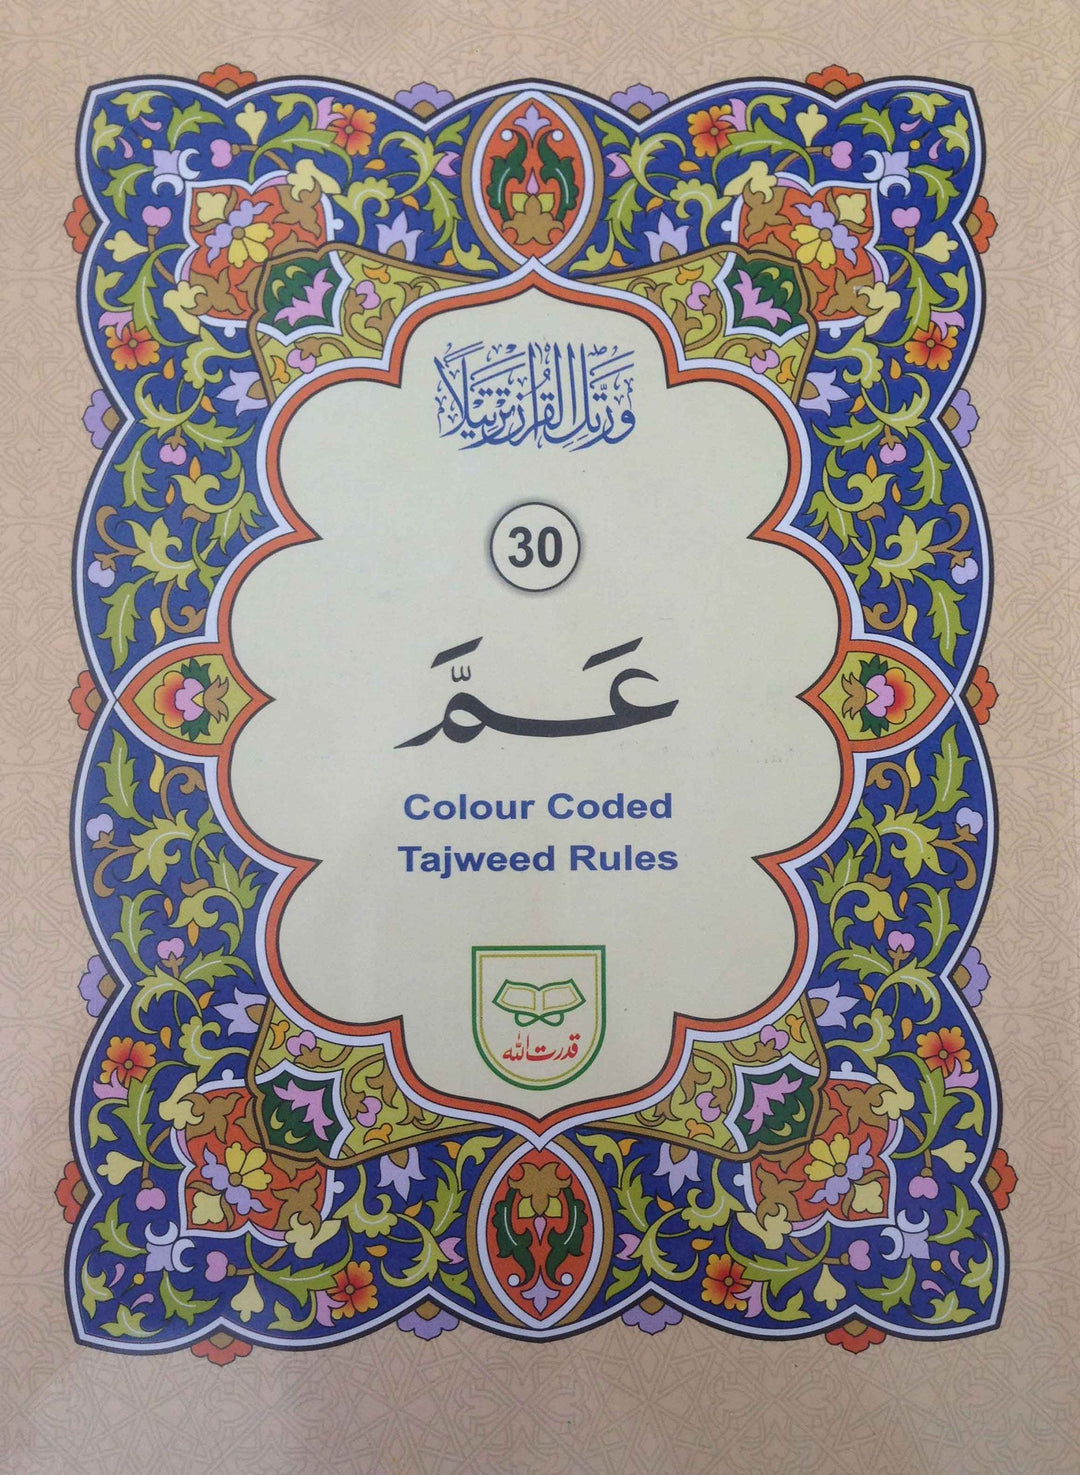 وَرَتِّلِ الْقُرْاٰنَ تَرْتِيْلًا
30
عَمَّ
Colour Coded
Tajweed Rules
قدرت اللہ